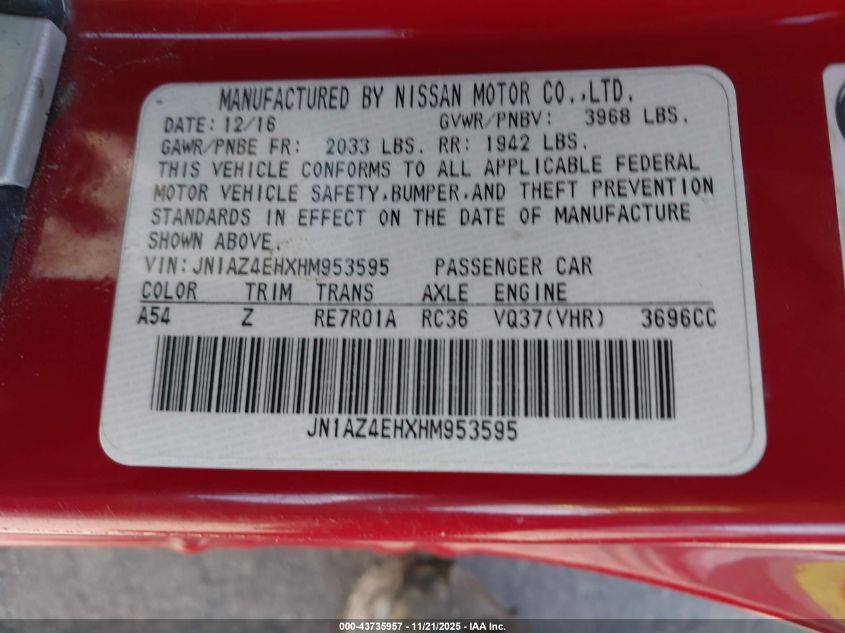 MANUFACTURED BY NISSAN MOTOR CO.,LTD.
DATE: 12/16 GVWR/PNBV: 3968 LBS.
GAWR/PNBE FR: 2033 LBS. RR: 1942 LBS.
THIS VEHICLE CONFORMS TO ALL APPLICABLE FEDERAL
MOTOR VEHICLE SAFETY,BUMPER,AND THEFT PREVENTION
STANDARDS IN EFFECT ON THE DATE OF MANUFACTURE
SHOWN ABOVE.
VIN: JN1AZ4EHXHM953595 PASSENGER CAR
COLOR TRIM TRANS AXLE ENGINE
A54 Z RE7R01A RC36 VQ37(VHR) 3696CC
JN1AZ4EHXHM953595
000-43735957 - 11/21/2025 - IAA Inc.